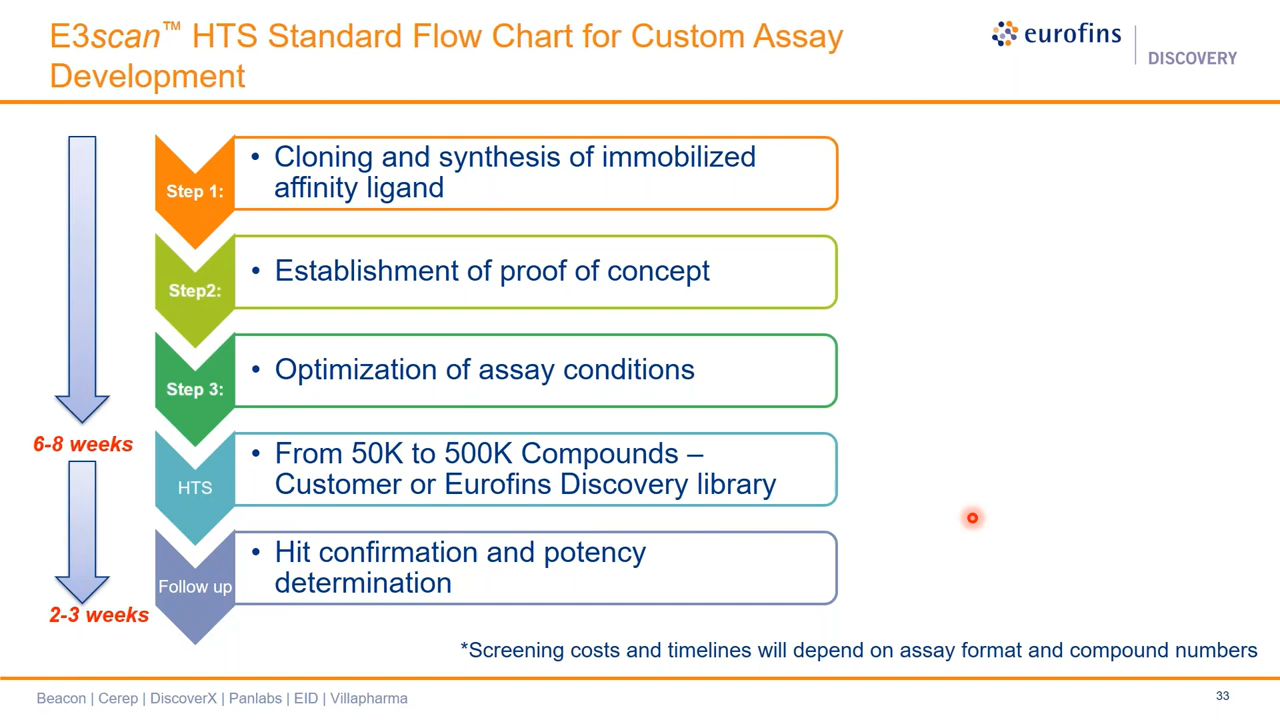 E3scan™ HTS Standard Flow Chart for Custom Assay
Development
eurofins
DISCOVERY
Step 1:
• Cloning and synthesis of immobilized
affinity ligand
Step2:
• Establishment of proof of concept
Step 3:
• Optimization of assay conditions
6-8 weeks
HTS
• From 50K to 500K Compounds –
Customer or Eurofins Discovery library
Follow up
• Hit confirmation and potency
determination
2-3 weeks
*Screening costs and timelines will depend on assay format and compound numbers
Beacon | Cerep | DiscoverX | Panlabs | EID | Villapharma
33